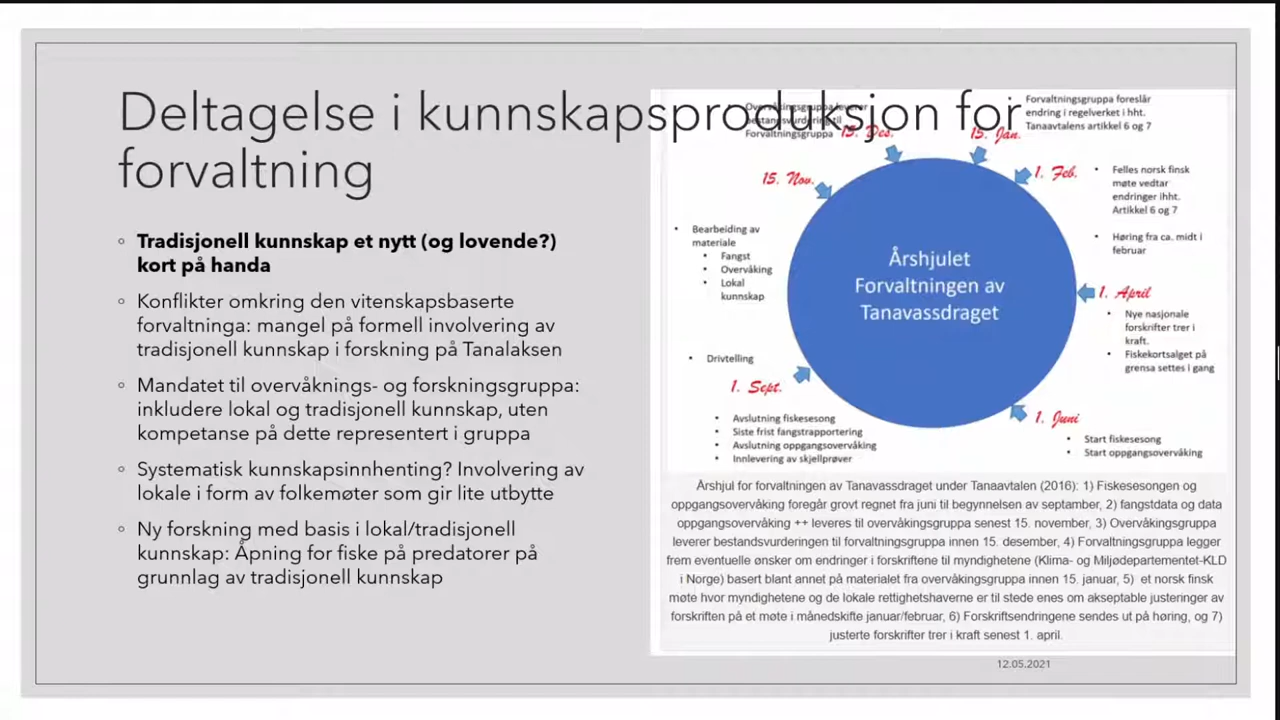 Deltagelse i kunnskapsproduksjon for
forvaltning
Tradisjonell kunnskap et nytt (og lovende?)
kort på handa
Konflikter omkring den vitenskapsbaserte
forvaltninga: mangel på formell involvering av
tradisjonell kunnskap i forskning på Tanalaksen
Mandatet til overvåknings- og forskningsgruppa:
inkludere lokal og tradisjonell kunnskap, uten
kompetanse på dette representert i gruppa
Systematisk kunnskapsinnhenting? Involvering av
lokale i form av folkemøter som gir lite utbytte
Ny forskning med basis i lokal/tradisjonell
kunnskap: Åpning for fiske på predatorer på
grunnlag av tradisjonell kunnskap
Overvåkingsgruppa leverer
bestandsvurdering til
Forvaltningsgruppa
15. Des.
15. Jan.
Forvaltningsgruppa foreslår
endring i regelverket i hht.
Tanaavtalens artikkel 6 og 7
1. Feb.
Felles norsk finsk
møte vedtar
endringer ihht.
Artikkel 6 og 7
Høring fra ca. midt i
februar
1. April
Nye nasjonale
forskrifter trer i
kraft.
Fiskekortsalget på
grensa settes i gang
1. Juni
Start fiskesesong
Start oppgangsovervåking
15. Nov.
Bearbeiding av
materiale
Fangst
Overvåking
Lokal
kunnskap
Drivtelling
1. Sept.
Avslutning fiskesesong
Siste frist fangstrapportering
Avslutning oppgangsovervåking
Innlevering av skjellprøver
Årshjulet
Forvaltningen av
Tanavassdraget
Årshjul for forvaltningen av Tanavassdraget under Tanaavtalen (2016): 1) Fiskesesongen og
oppgangsovervåking foregår grovt regnet fra juni til begynnelsen av september, 2) fangstdata og data
oppgangsovervåking ++ leveres til overvåkingsgruppa senest 15. november, 3) Overvåkingsgruppa
leverer bestandsvurderingen til forvaltningsgruppa innen 15. desember, 4) Forvaltningsgruppa legger
frem eventuelle ønsker om endringer i forskriftene til myndighetene (Klima- og Miljødepartementet-KLD
i Norge) basert blant annet på materialet fra overvåkingsgruppa innen 15. januar, 5) et norsk finsk
møte hvor myndighetene og de lokale rettighetshaverne er til stede enes om akseptable justeringer av
forskriften på et møte i månedskifte januar/februar, 6) Forskriftsendringene sendes ut på høring, og 7)
justerte forskrifter trer i kraft senest 1. april.
12.05.2021